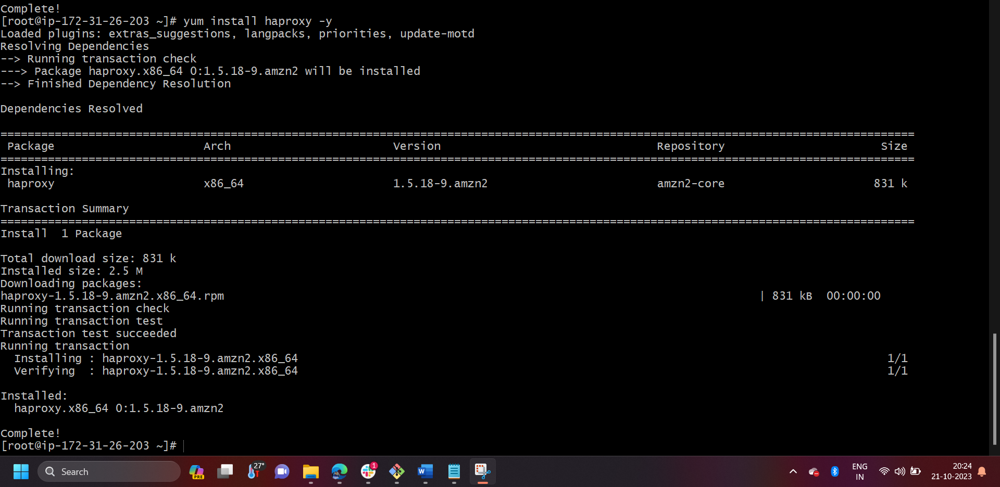 Complete!
[root@ip-172-31-26-203 ~]# yum install haproxy -y
Loaded plugins: extras_suggestions, langpacks, priorities, update-motd
Resolving Dependencies
--> Running transaction check
---> Package haproxy.x86_64 0:1.5.18-9.amzn2 will be installed
--> Finished Dependency Resolution
Dependencies Resolved
=======================================================================================================================================
Package Arch Version Repository Size
=======================================================================================================================================
Installing:
haproxy x86_64 1.5.18-9.amzn2 amzn2-core 831 k
Transaction Summary
=======================================================================================================================================
Install 1 Package
Total download size: 831 k
Installed size: 2.5 M
Downloading packages:
haproxy-1.5.18-9.amzn2.x86_64.rpm | 831 kB 00:00:00
Running transaction check
Running transaction test
Transaction test succeeded
Running transaction
Installing : haproxy-1.5.18-9.amzn2.x86_64 1/1
Verifying : haproxy-1.5.18-9.amzn2.x86_64 1/1
Installed:
haproxy.x86_64 0:1.5.18-9.amzn2
Complete!
[root@ip-172-31-26-203 ~]#
Search PRE 27° 1 W ENG 20:24
IN 21-10-2023